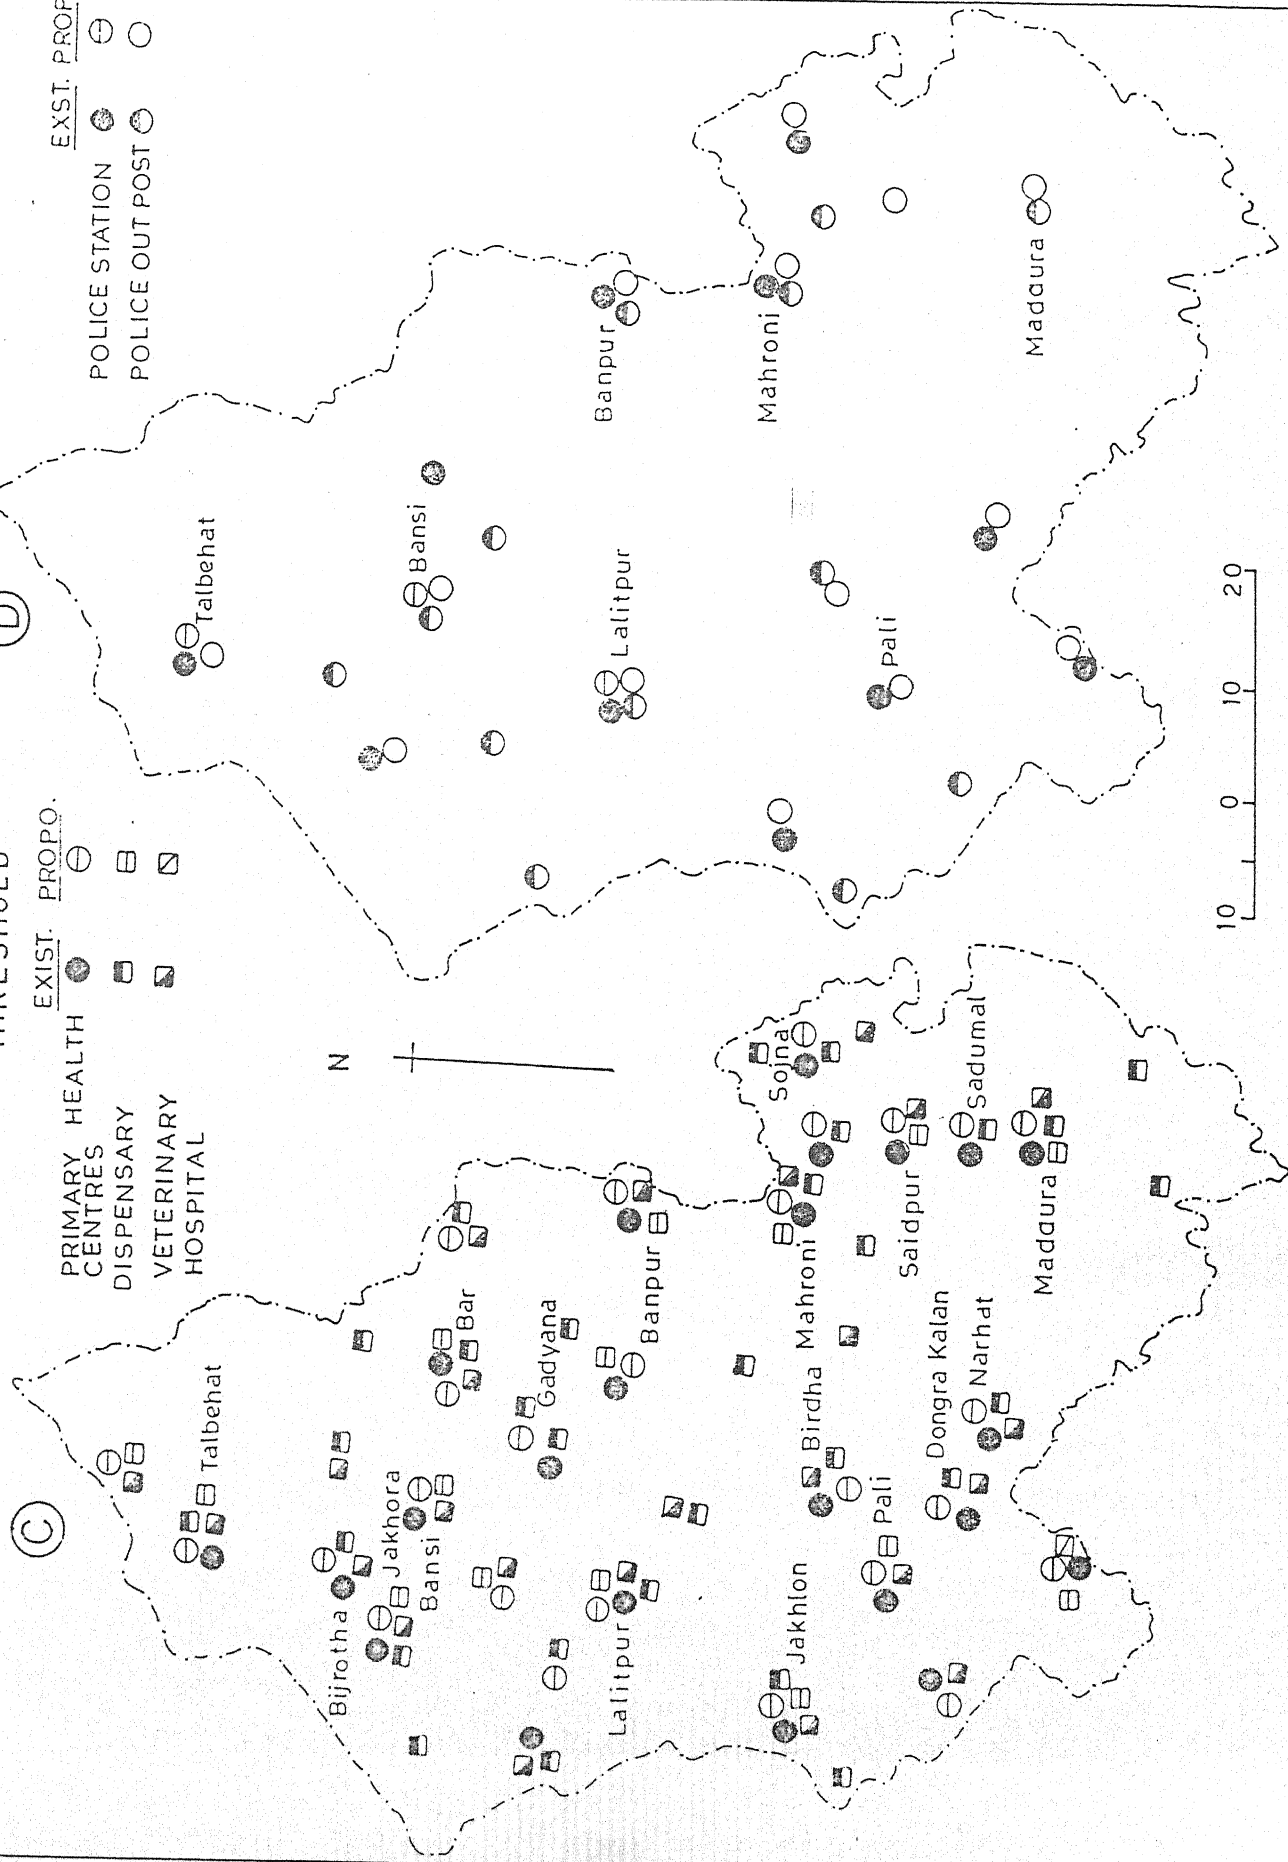 THRESHOLD
C
EXIST. PROPO.
PRIMARY HEALTH
CENTRES
DISPENSARY
VETERINARY
HOSPITAL
N
Talbehat
Bijrotha
Jakhora
Bansi
Bar
Gadyana
Banpur
Lalitpur
Jakhlon
Birdha
Mahroni
Sojna
Pali
Saidpur
Dongra Kalan
Narhat
Sadumal
Madaura
D
EXST. PROP
POLICE STATION
POLICE OUT POST
Talbehat
Bansi
Banpur
Lalitpur
Mahroni
Pali
Madaura
10 0 10 20